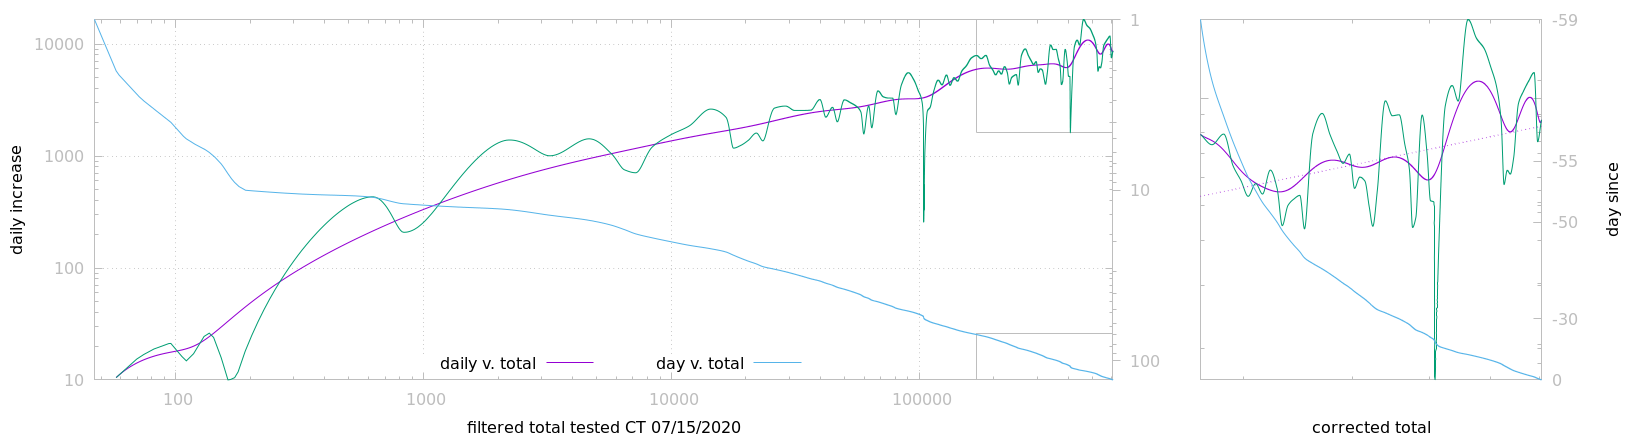 10000
1000
100
10
daily increase
100
1000
10000
100000
filtered total tested CT 07/15/2020
daily v. total
day v. total
1
10
100
-59
-55
-50
-30
0
day since
corrected total